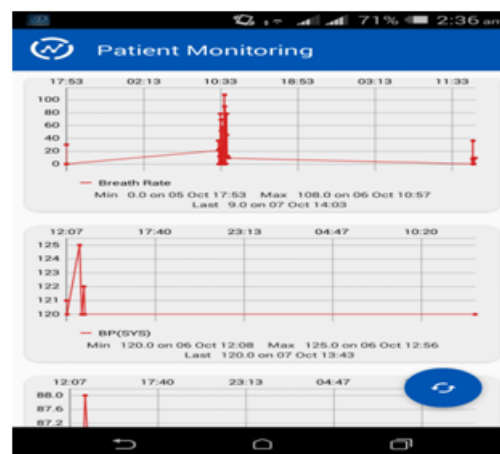 71% 2:36 am
Patient Monitoring
17:53 02:13 10:33 18:53 03:13 11:33
100
80
60
40
20
0
Breath Rate
Min 0.0 on 05 Oct 17:53 Max 108.0 on 06 Oct 10:57
Last 9.0 on 07 Oct 14:03
12:07 17:40 23:13 04:47 10:20
125
124
123
122
121
120
BP(SYS)
Min 120.0 on 06 Oct 12:08 Max 125.0 on 06 Oct 12:56
Last 120.0 on 07 Oct 13:43
12:07 17:40 23:13 04:47
88.0
87.6
87.2